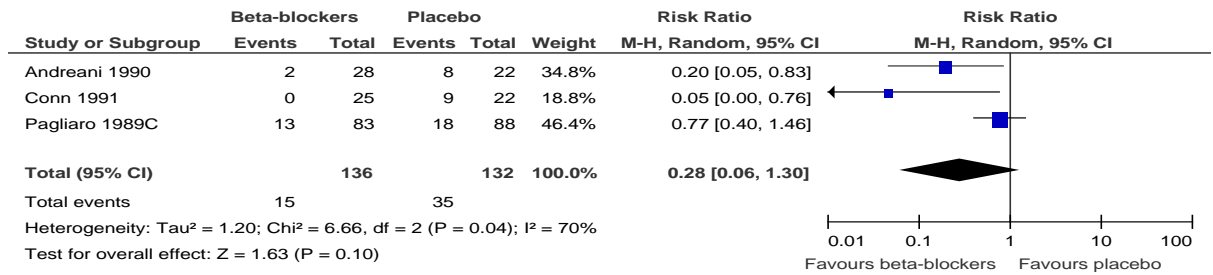 Beta-blockers Placebo Risk Ratio Risk Ratio
Study or Subgroup Events Total Events Total Weight M-H, Random, 95% CI M-H, Random, 95% CI
Andreani 1990 2 28 8 22 34.8% 0.20 [0.05, 0.83]
Conn 1991 0 25 9 22 18.8% 0.05 [0.00, 0.76]
Pagliaro 1989C 13 83 18 88 46.4% 0.77 [0.40, 1.46]
Total (95% CI) 136 132 100.0% 0.28 [0.06, 1.30]
Total events 15 35
Heterogeneity: Tau² = 1.20; Chi² = 6.66, df = 2 (P = 0.04); I² = 70%
Test for overall effect: Z = 1.63 (P = 0.10)
0.01 0.1 1 10 100
Favours beta-blockers Favours placebo